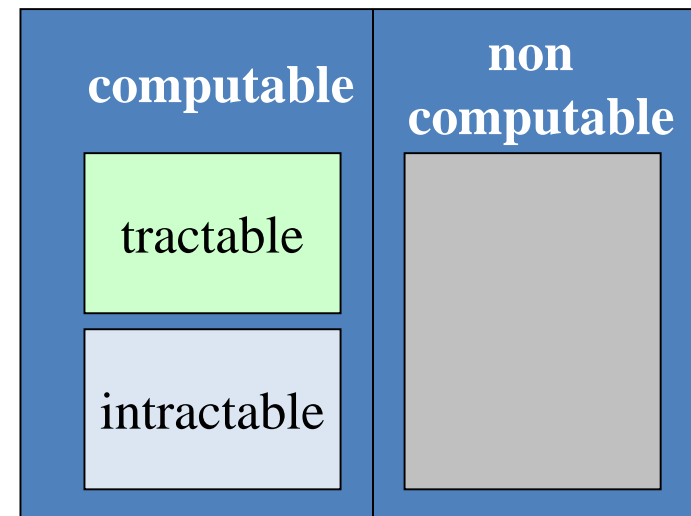 computable
non
computable
tractable
intractable